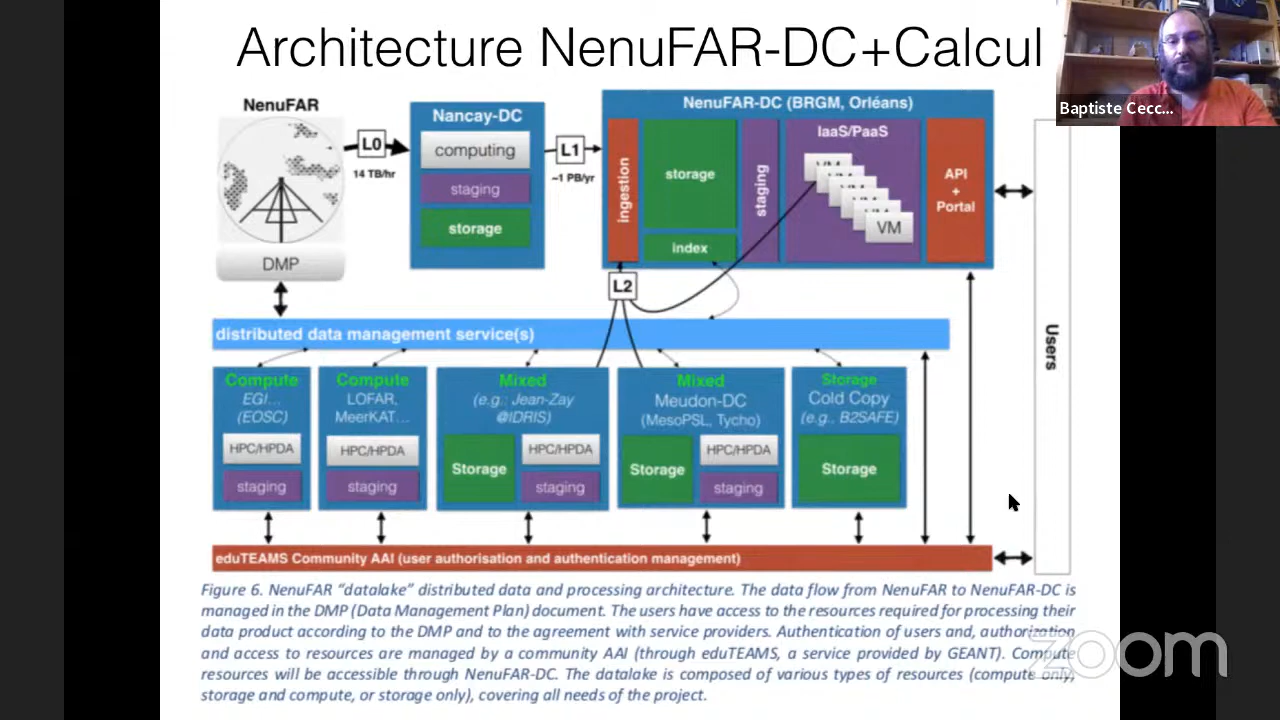 Architecture NenuFAR-DC+Calcul
Baptiste Cecc...
NenuFAR
DMP
L0
14 TB/hr
Nancay-DC
computing
staging
storage
L1
~1 PB/yr
NenuFAR-DC (BRGM, Orléans)
ingestion
storage
index
staging
IaaS/PaaS
VM
VM
VM
VM
VM
VM
API
+
Portal
L2
Users
distributed data management service(s)
Compute
EGI...
(EOSC)
HPC/HPDA
staging
Compute
LOFAR,
MeerKAT...
HPC/HPDA
staging
Mixed
(e.g.: Jean-Zay
@IDRIS)
Storage
HPC/HPDA
staging
Mixed
Meudon-DC
(MesoPSL, Tycho)
Storage
HPC/HPDA
staging
Storage
Cold Copy
(e.g., B2SAFE)
Storage
eduTEAMS Community AAI (user authorisation and authentication management)
Figure 6. NenuFAR “datalake” distributed data and processing architecture. The data flow from NenuFAR to NenuFAR-DC is
managed in the DMP (Data Management Plan) document. The users have access to the resources required for processing their
data product according to the DMP and to the agreement with service providers. Authentication of users and, authorization
and access to resources are managed by a community AAI (through eduTEAMS, a service provided by GEANT). Compute
resources will be accessible through NenuFAR-DC. The datalake is composed of various types of resources (compute only,
storage and compute, or storage only), covering all needs of the project.
zoom